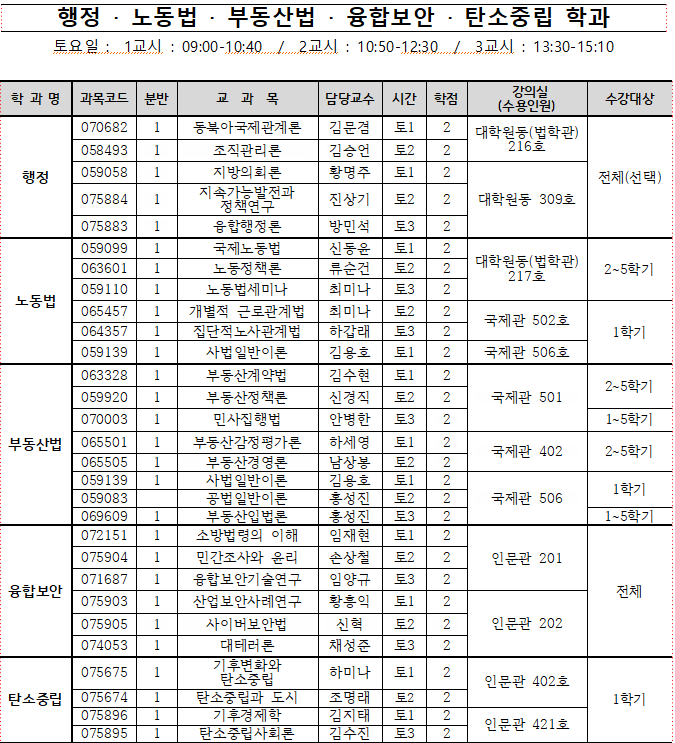 행정 · 노동법 · 부동산법 · 융합보안 · 탄소중립 학과
토요일 : 1교시 : 09:00-10:40 / 2교시 : 10:50-12:30 / 3교시 : 13:30-15:10
학 과 명 과목코드 분반 교 과 목 담당교수 시간 학점 강의실 (수용인원) 수강대상
행정
070682 1 동북아국제관계론 김문겸 토1 2 대학원동(법학관) 216호 전체(선택)
058493 1 조직관리론 김승언 토2 2
059058 1 지방의회론 황명주 토1 2 대학원동 309호
075884 1 지속가능발전과 정책연구 진상기 토2 2
075883 1 융합행정론 방민석 토3 2
노동법
059099 1 국제노동법 신동윤 토1 2 대학원동(법학관) 217호 2~5학기
063601 1 노동정책론 류순건 토2 2
059110 1 노동법세미나 최미나 토3 2
065457 1 개별적 근로관계법 최미나 토2 2 국제관 502호 1학기
064357 1 집단적노사관계법 하갑래 토3 2
059139 1 사법일반이론 김용호 토1 2 국제관 506호
부동산법
063328 1 부동산계약법 김수현 토1 2 국제관 501 2~5학기
059920 1 부동산정책론 신경직 토2 2
070003 1 민사집행법 안병한 토3 2 1~5학기
065501 1 부동산감정평가론 하세영 토1 2 국제관 402 2~5학기
065505 1 부동산경영론 남상봉 토2 2
059139 1 사법일반이론 김용호 토1 2 국제관 506 1학기
059083 공법일반이론 홍성진 토2 2
069609 1 부동산입법론 홍성진 토3 2 1~5학기
융합보안
072151 1 소방법령의 이해 임재현 토1 2 인문관 201 전체
075904 1 민간조사와 윤리 손상철 토2 2
071687 1 융합보안기술연구 임양규 토3 2
075903 1 산업보안사례연구 황흥익 토1 2 인문관 202
075905 1 사이버보안법 신혁 토2 2
074053 1 대테러론 채성준 토3 2
탄소중립
075675 1 기후변화와 탄소중립 하미나 토1 2 인문관 402호 1학기
075674 1 탄소중립과 도시 조명래 토2 2
075896 1 기후경제학 김지태 토1 2 인문관 421호
075895 1 탄소중립사회론 김수진 토3 2